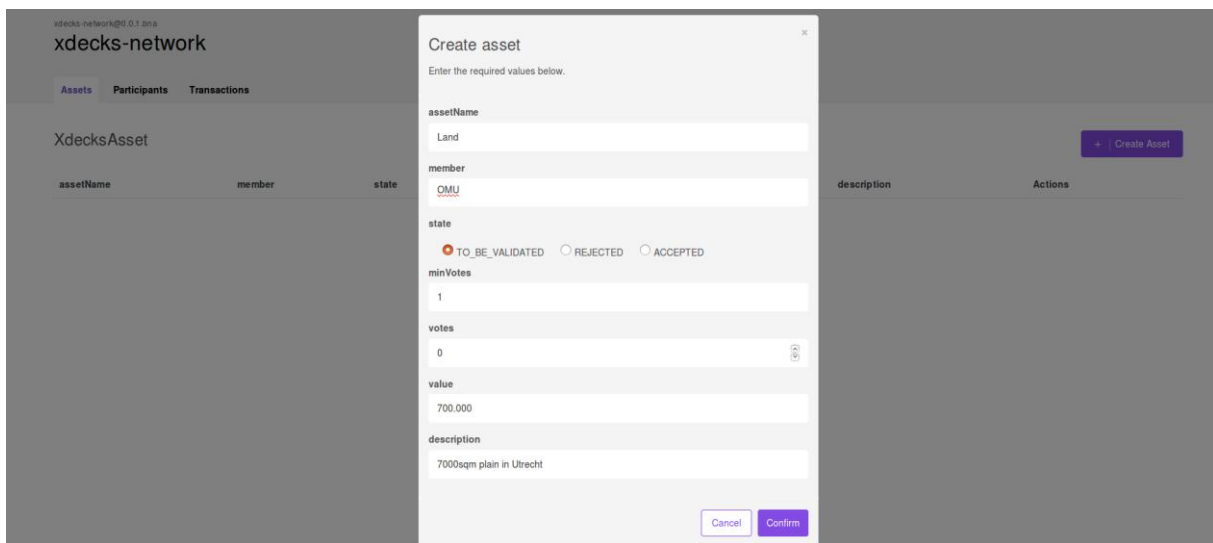 xdecks-network@0.0.1.bna
xdecks-network
Assets Participants Transactions
XdecksAsset
+ | Create Asset
assetName member state description Actions
×
Create asset
Enter the required values below.
assetName
Land
member
OMU
state
TO_BE_VALIDATED REJECTED ACCEPTED
minVotes
1
votes
0
value
700.000
description
7000sqm plain in Utrecht
Cancel Confirm